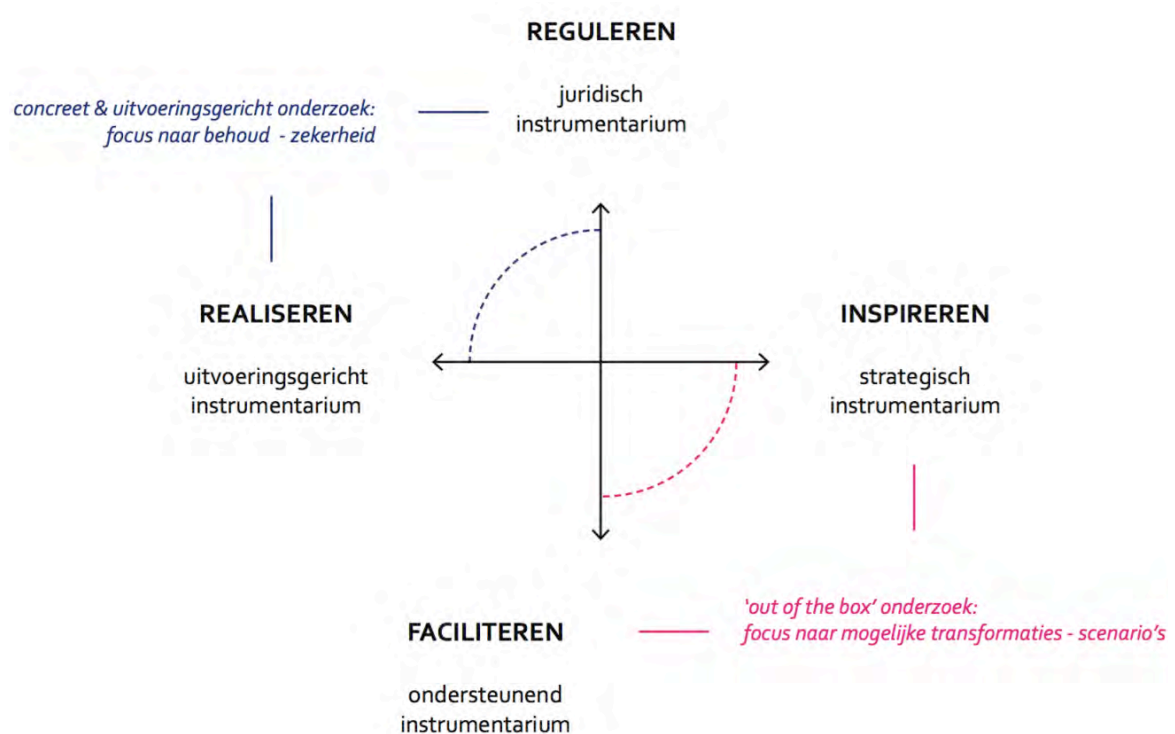 REGULEREN
juridisch
instrumentarium
concreet & uitvoeringsgericht onderzoek:
focus naar behoud - zekerheid
REALISEREN
uitvoeringsgericht
instrumentarium
INSPIREREN
strategisch
instrumentarium
'out of the box' onderzoek:
focus naar mogelijke transformaties - scenario's
FACILITEREN
ondersteunend
instrumentarium